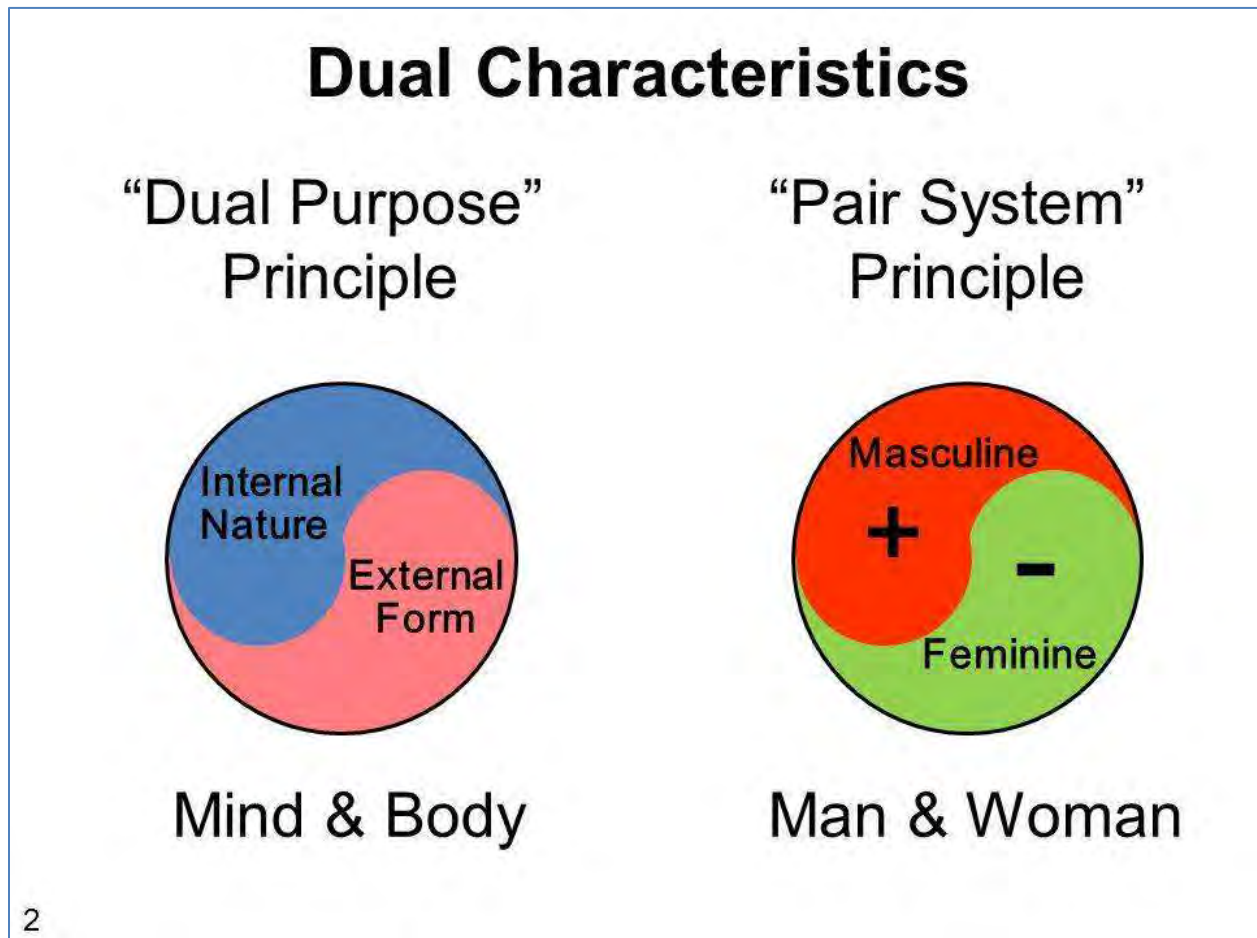 Dual Characteristics
“Dual Purpose”
Principle
“Pair System”
Principle
Internal
Nature
External
Form
Masculine
+
-
Feminine
Mind & Body
Man & Woman
2